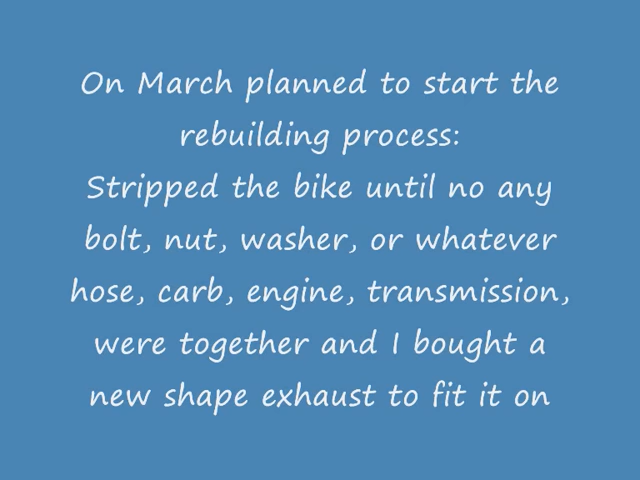 On March planned to start the
rebuilding process:
Stripped the bike until no any
bolt, nut, washer, or whatever
hose, carb, engine, transmission,
were together and I bought a
new shape exhaust to fit it on